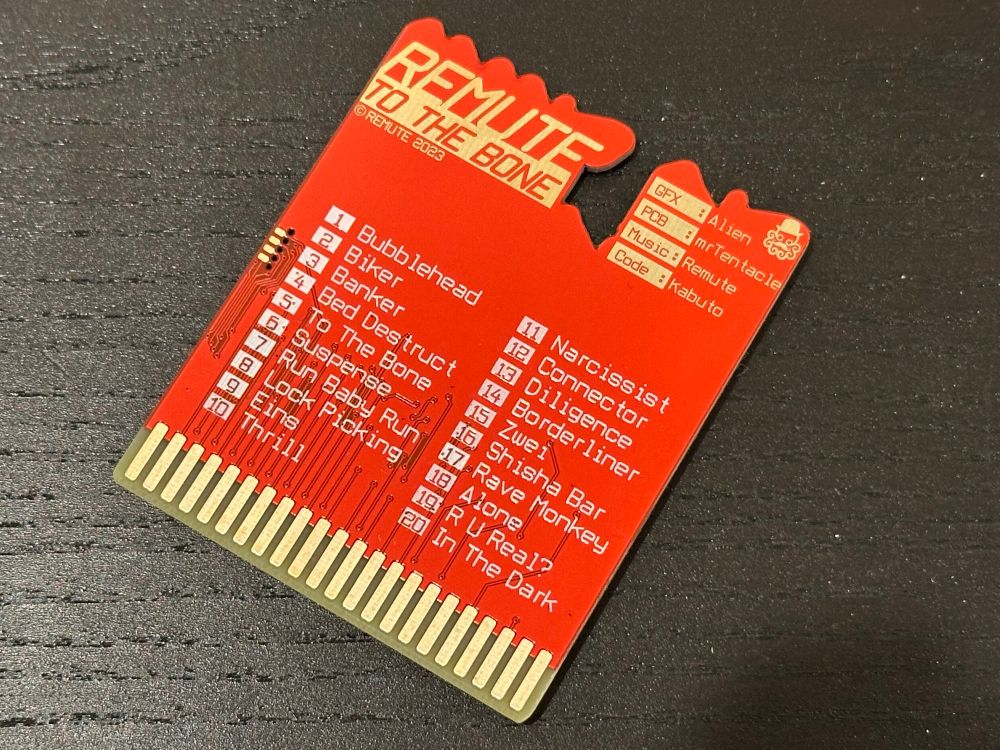 REMUTE
TO THE BONE
© REMUTE 2023
GFX : Alien
PCB : mrTentacle
Music : Remute
Code : Kabuto
1 Bubblehead
2 Biker
3 Banker
4 Bed Destruct
5 To The Bone
6 Suspense
7 Run Baby Run
8 Lock Picking
9 Eins
10 Thrill
11 Narcissist
12 Connector
13 Diligence
14 Borderliner
15 Zwei
16 Shisha Bar
17 Rave Monkey
18 Alone
19 R U Real?
20 In The Dark